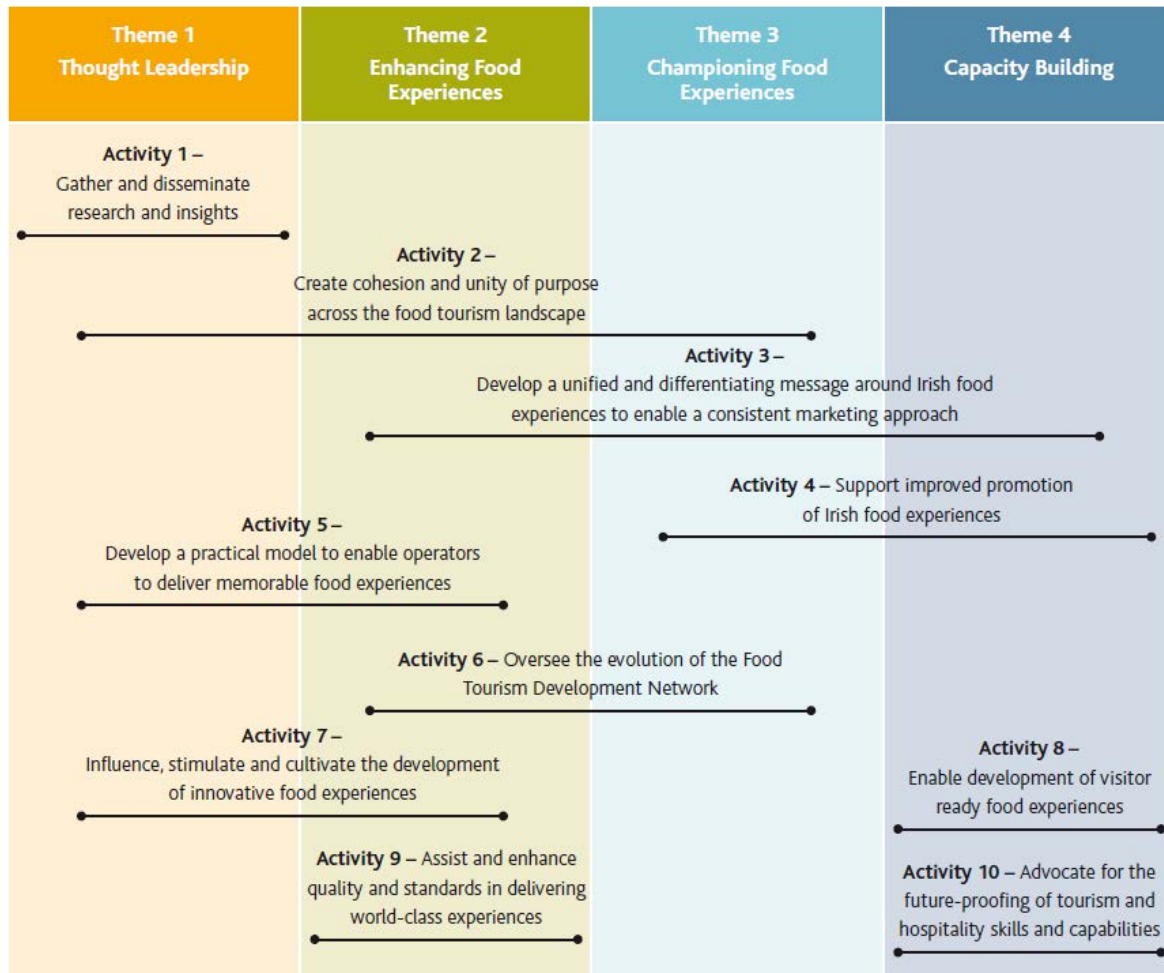 Theme 1
Thought Leadership
Theme 2
Enhancing Food
Experiences
Theme 3
Championing Food
Experiences
Theme 4
Capacity Building
Activity 1 –
Gather and disseminate
research and insights
Activity 2 –
Create cohesion and unity of purpose
across the food tourism landscape
Activity 3 –
Develop a unified and differentiating message around Irish food
experiences to enable a consistent marketing approach
Activity 4 – Support improved promotion
of Irish food experiences
Activity 5 –
Develop a practical model to enable operators
to deliver memorable food experiences
Activity 6 – Oversee the evolution of the Food
Tourism Development Network
Activity 7 –
Influence, stimulate and cultivate the development
of innovative food experiences
Activity 8 –
Enable development of visitor
ready food experiences
Activity 9 – Assist and enhance
quality and standards in delivering
world-class experiences
Activity 10 – Advocate for the
future-proofing of tourism and
hospitality skills and capabilities